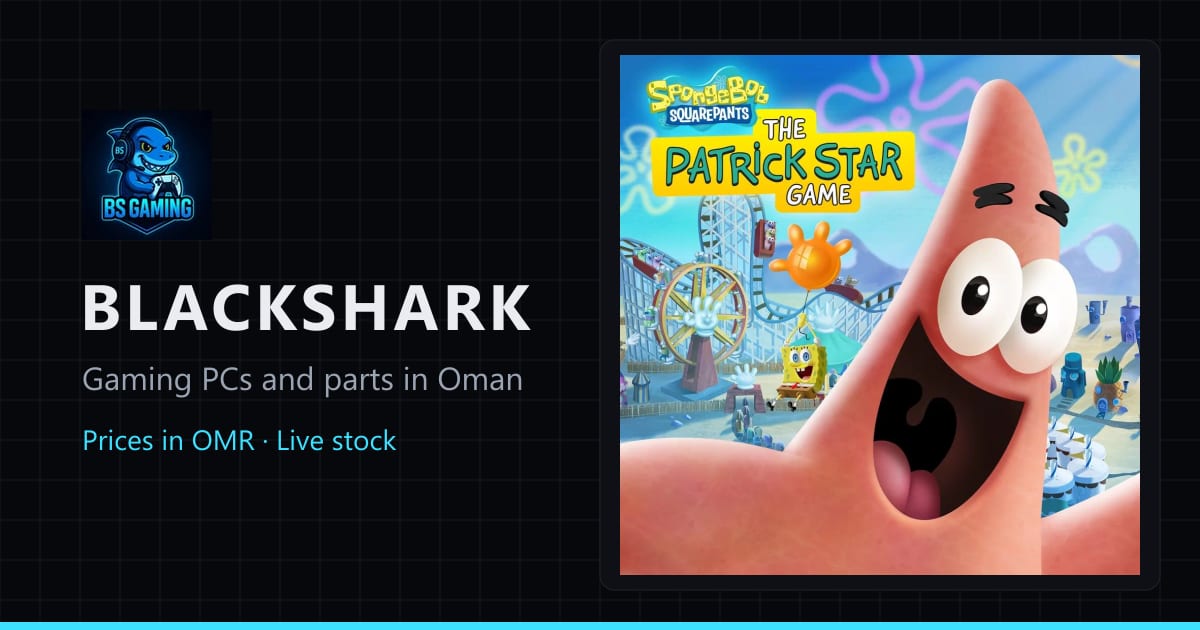 BS
BS GAMING
BLACKSHARK
Gaming PCs and parts in Oman
Prices in OMR · Live stock
SpongeBob
SQUAREPANTS
THE
PATRICK STAR
GAME